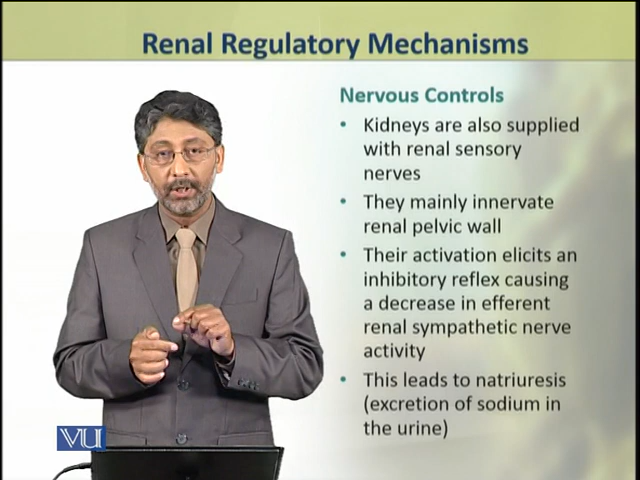 Renal Regulatory Mechanisms
Nervous Controls
• Kidneys are also supplied
with renal sensory
nerves
• They mainly innervate
renal pelvic wall
• Their activation elicits an
inhibitory reflex causing
a decrease in efferent
renal sympathetic nerve
activity
• This leads to natriuresis
(excretion of sodium in
the urine)
VU